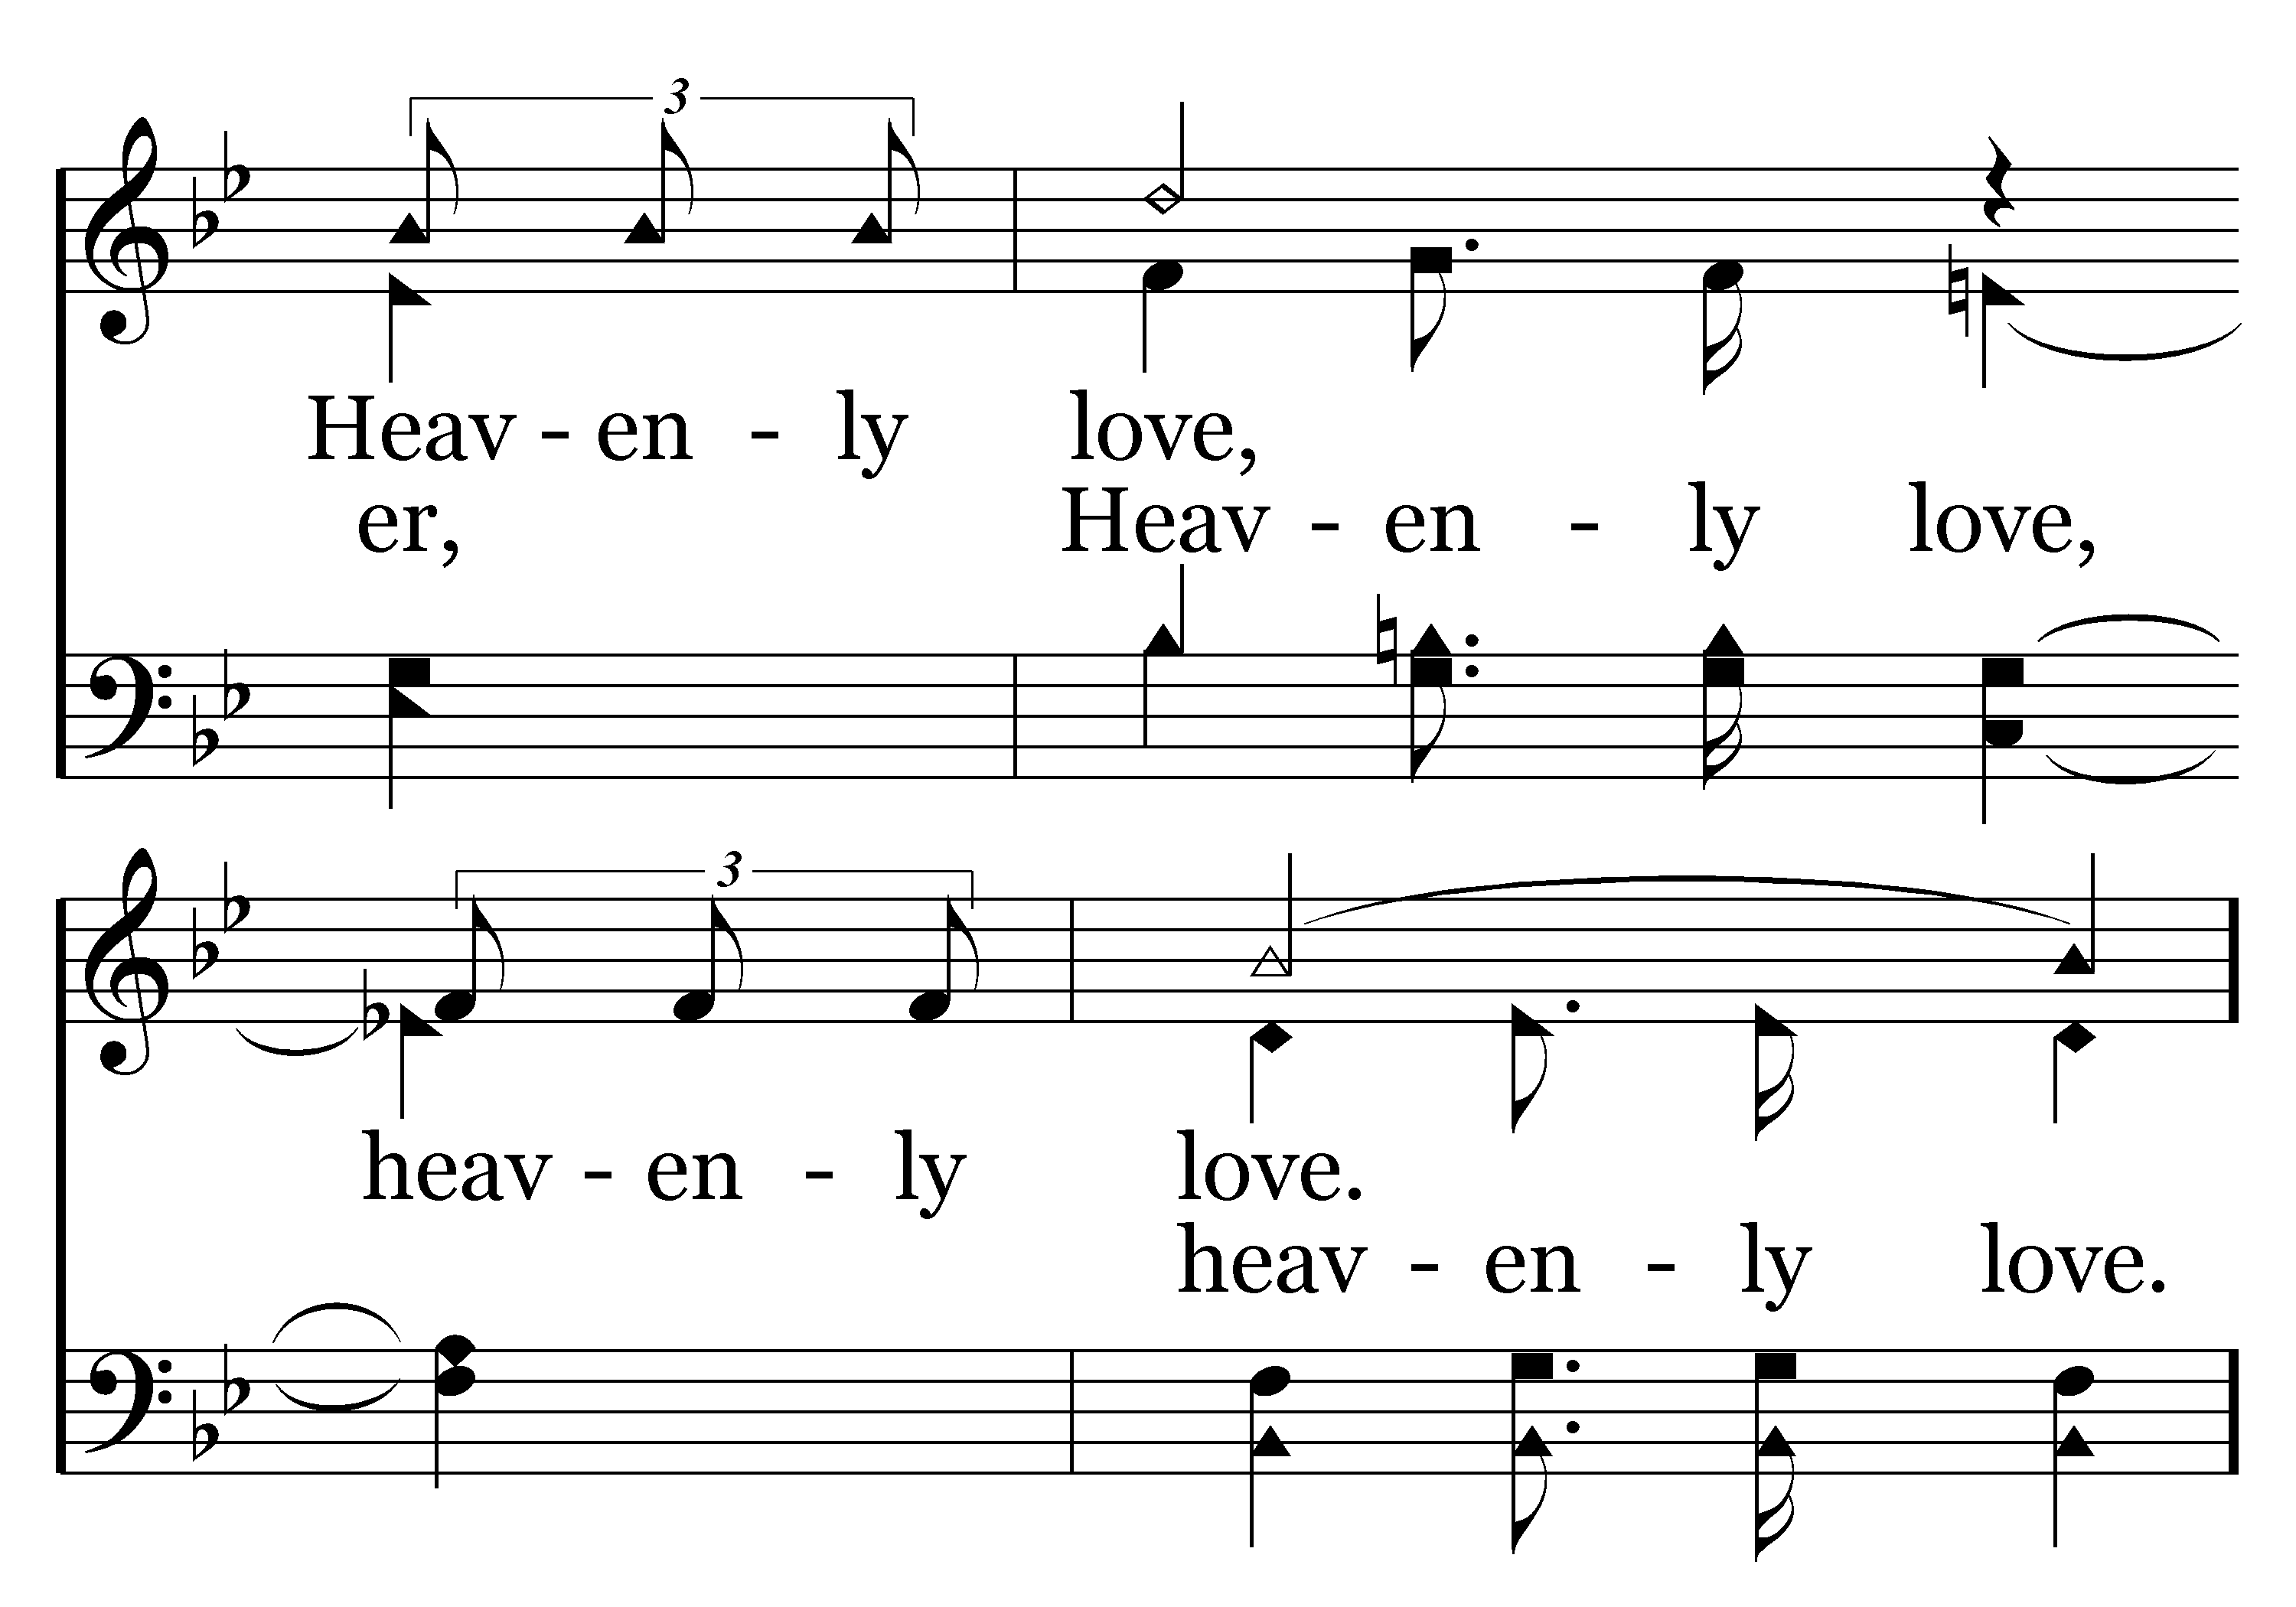 3
Heav - en - ly love,
er, Heav - en - ly love,
3
heav - en - ly love.
heav - en - ly love.